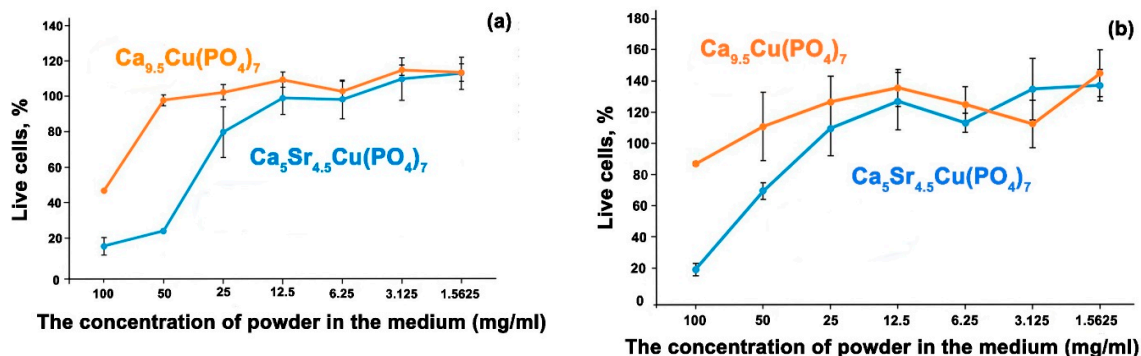 (a)
140
120
100
80
60
40
20
0
Live cells, %
Ca9.5Cu(PO4)7
Ca5Sr4.5Cu(PO4)7
100 50 25 12.5 6.25 3.125 1.5625
The concentration of powder in the medium (mg/ml)
(b)
180
160
140
120
100
80
60
40
20
0
Live cells, %
Ca9.5Cu(PO4)7
Ca5Sr4.5Cu(PO4)7
100 50 25 12.5 6.25 3.125 1.5625
The concentration of powder in the medium (mg/ml)